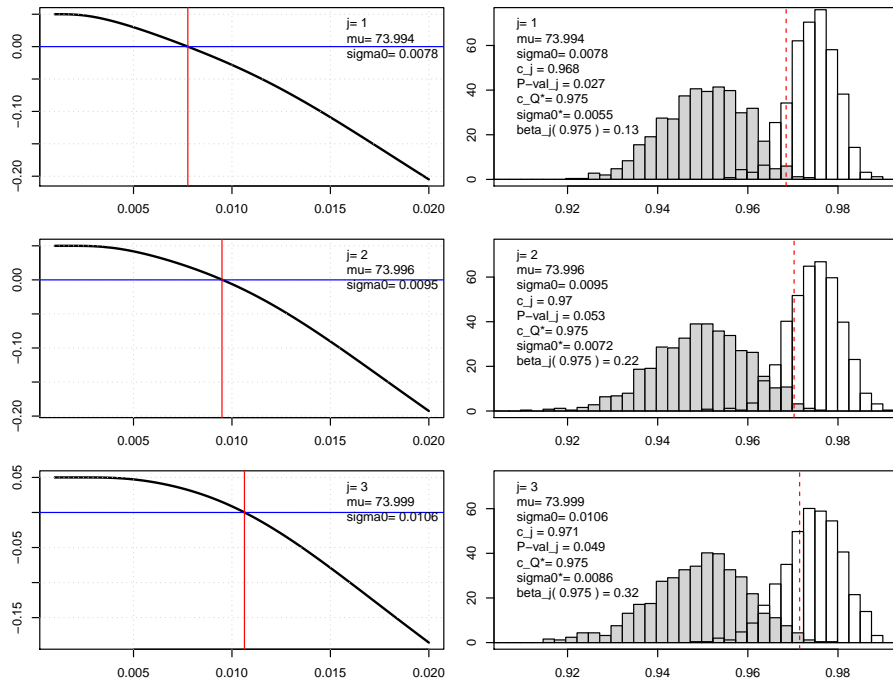 j= 1
mu= 73.994
sigma0= 0.0078
0.00
−0.10
−0.20
0.005
0.010
0.015
0.020
j= 1
mu= 73.994
sigma0= 0.0078
c_j = 0.968
P−val_j = 0.027
c_Q*= 0.975
sigma0*= 0.0055
beta_j( 0.975 ) = 0.13
60
40
20
0
0.92
0.94
0.96
0.98
j= 2
mu= 73.996
sigma0= 0.0095
0.00
−0.10
−0.20
0.005
0.010
0.015
0.020
j= 2
mu= 73.996
sigma0= 0.0095
c_j = 0.97
P−val_j = 0.053
c_Q*= 0.975
sigma0*= 0.0072
beta_j( 0.975 ) = 0.22
60
40
20
0
0.92
0.94
0.96
0.98
j= 3
mu= 73.999
sigma0= 0.0106
0.05
−0.05
−0.15
0.005
0.010
0.015
0.020
j= 3
mu= 73.999
sigma0= 0.0106
c_j = 0.971
P−val_j = 0.049
c_Q*= 0.975
sigma0*= 0.0086
beta_j( 0.975 ) = 0.32
60
40
20
0
0.92
0.94
0.96
0.98